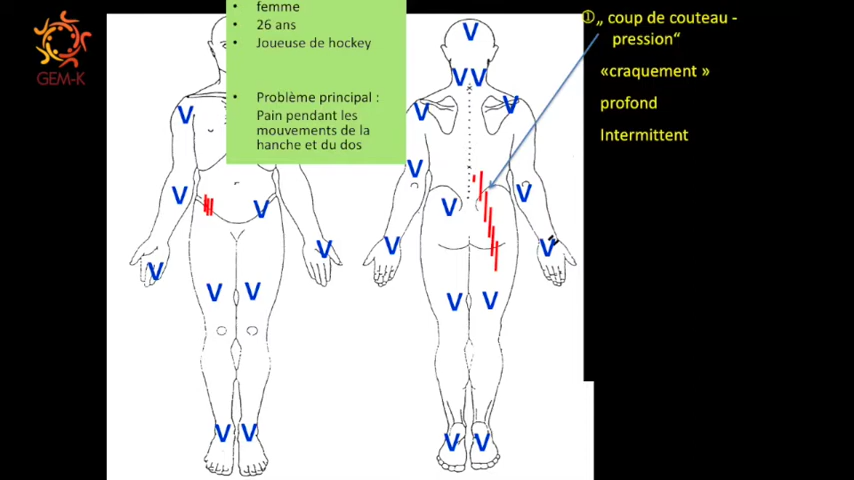 • femme
• 26 ans
• Joueuse de hockey
• Problème principal :
Pain pendant les
mouvements de la
hanche et du dos
① „ coup de couteau -
pression“
«craquement »
profond
Intermittent
GEM-K
V
V V
V V V
V
V V
V V
V V V
V
V V V V
V V V V